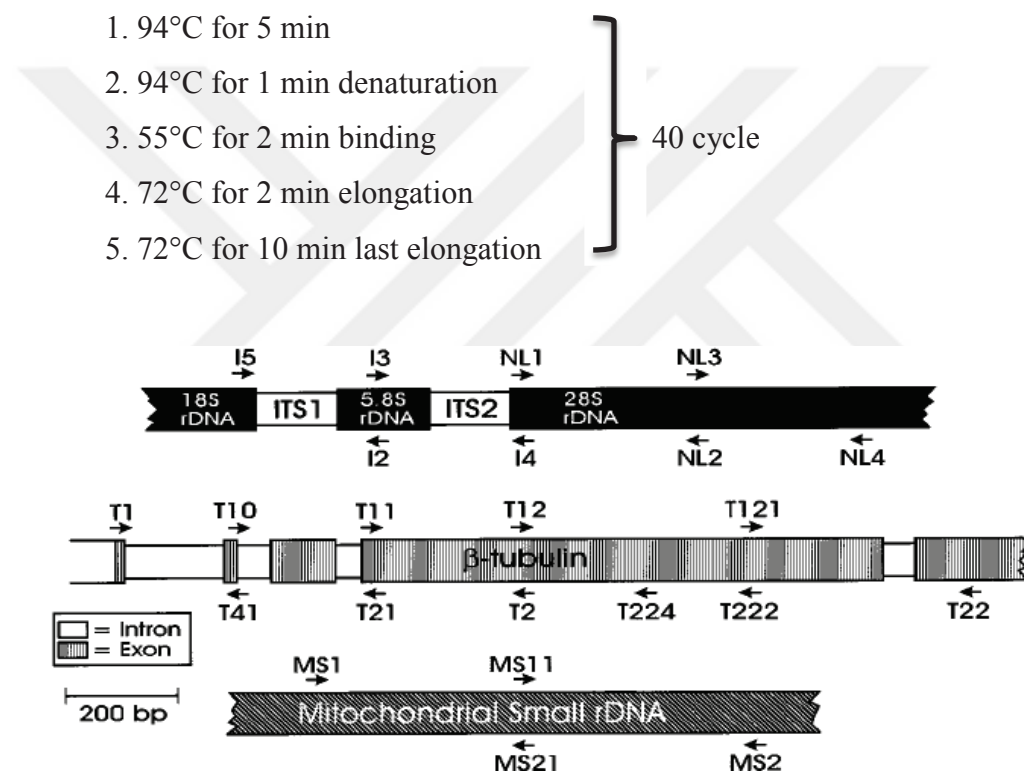 1. 94°C for 5 min
2. 94°C for 1 min denaturation
3. 55°C for 2 min binding
4. 72°C for 2 min elongation
5. 72°C for 10 min last elongation
40 cycle
I5 I3 NL1 NL3
18S rDNA ITS1 5.8S rDNA ITS2 28S rDNA
I2 I4 NL2 NL4
T1 T10 T11 T12 T121
β-tubulin
T41 T21 T2 T224 T222 T22
= Intron
= Exon
200 bp
MS1 MS11
Mitochondrial Small rDNA
MS21 MS2